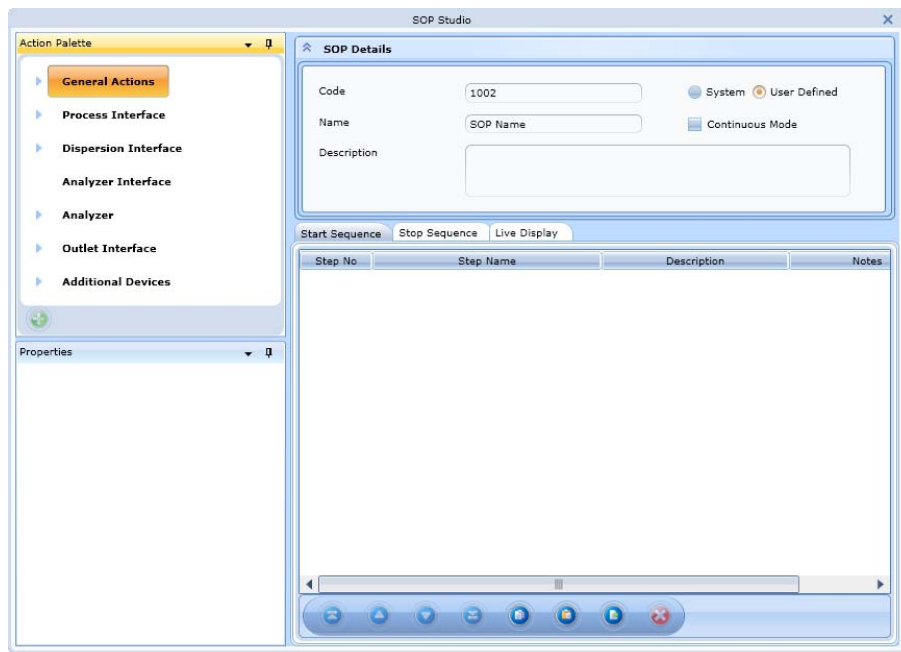 SOP Studio
Action Palette
General Actions
Process Interface
Dispersion Interface
Analyzer Interface
Analyzer
Outlet Interface
Additional Devices
Properties
SOP Details
Code 1002 System User Defined
Name SOP Name Continuous Mode
Description
Start Sequence Stop Sequence Live Display
Step No Step Name Description Notes